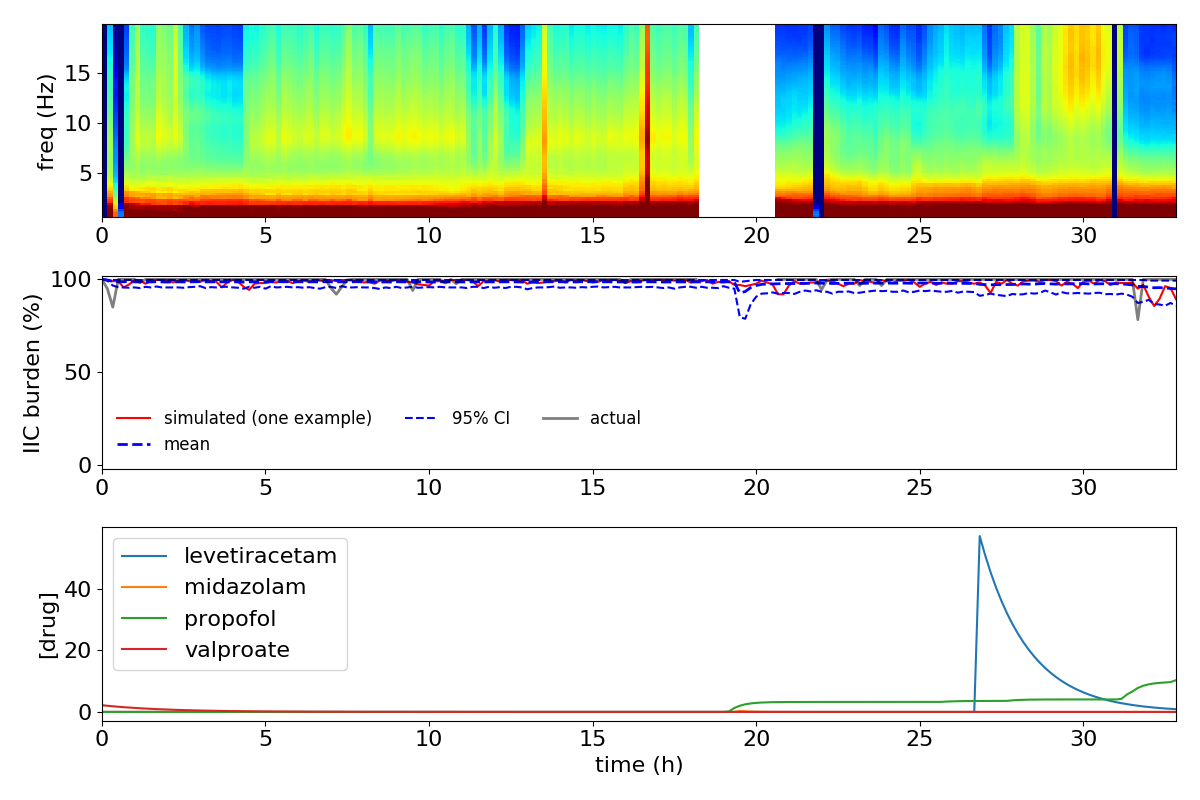 freq (Hz)
15
10
5
0 5 10 15 20 25 30
IIC burden (%)
100
50
0
simulated (one example) 95% CI actual
mean
0 5 10 15 20 25 30
[drug]
40
20
0
levetiracetam
midazolam
propofol
valproate
0 5 10 15 20 25 30
time (h)